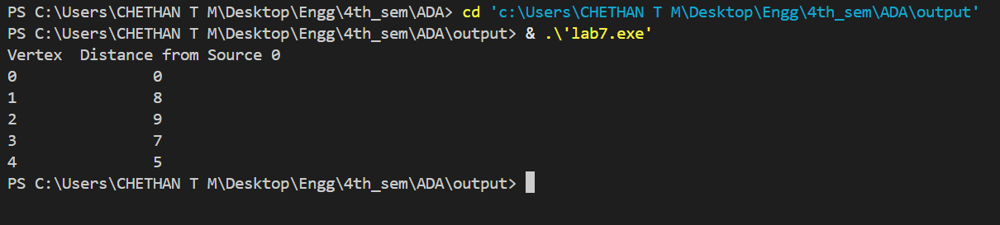 PS C:\Users\CHETHAN T M\Desktop\Engg\4th_sem\ADA> cd 'c:\Users\CHETHAN T M\Desktop\Engg\4th_sem\ADA\output'
PS C:\Users\CHETHAN T M\Desktop\Engg\4th_sem\ADA\output> & .\'lab7.exe'
Vertex  Distance from Source 0
0               0
1               8
2               9
3               7
4               5
PS C:\Users\CHETHAN T M\Desktop\Engg\4th_sem\ADA\output>